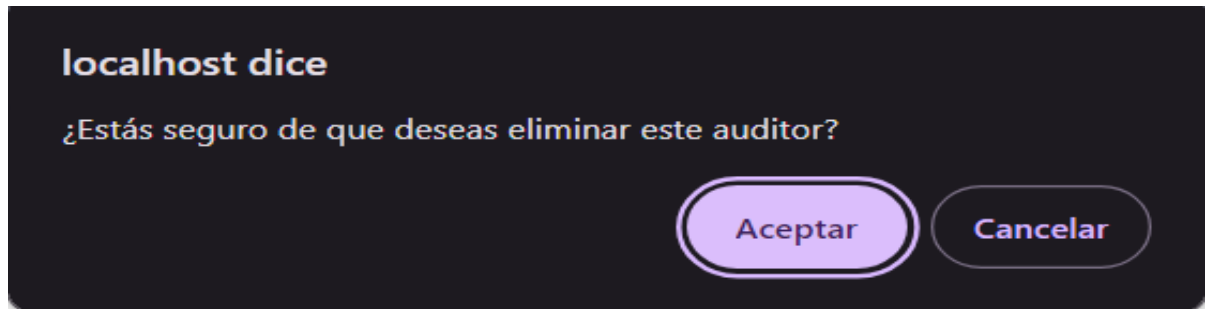 localhost dice
¿Estás seguro de que deseas eliminar este auditor?
Aceptar Cancelar